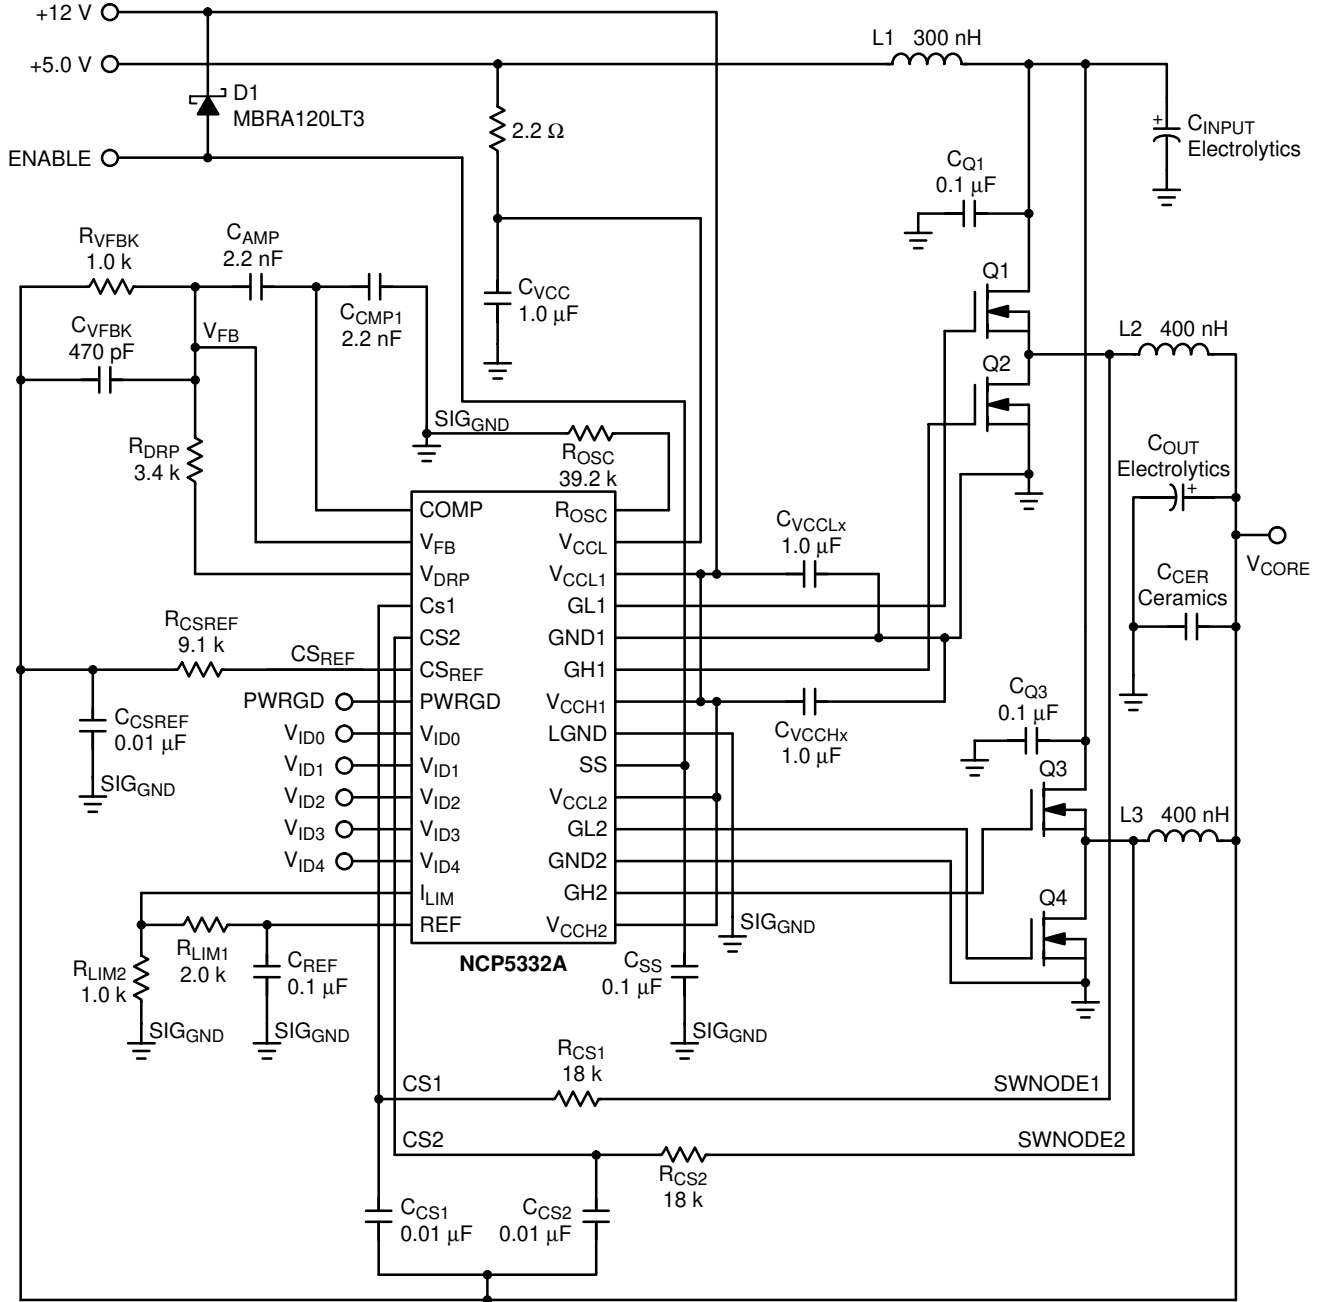 +12 V
+5.0 V
ENABLE
D1
MBRA120LT3
2.2 Ω
L1 300 nH
CINPUT
Electrolytics
CQ1
0.1 μF
RVFBK
1.0 k
CAMP
2.2 nF
CCMP1
2.2 nF
CVFBK
470 pF
VFB
CVCC
1.0 μF
Q1
Q2
L2 400 nH
RDRP
3.4 k
SIGGND
ROSC
39.2 k
COUT
Electrolytics
VCORE
CCER
Ceramics
CVCCLx
1.0 μF
CVCCHx
1.0 μF
COMP
VFB
VDRP
Cs1
CS2
CSREF
PWRGD
VID0
VID1
VID2
VID3
VID4
ILIM
REF
ROSC
VCCL
VCCL1
GL1
GND1
GH1
VCCH1
LGND
SS
VCCL2
GL2
GND2
GH2
VCCH2
NCP5332A
RCSREF
9.1 k
CSREF
CCSREF
0.01 μF
SIGGND
PWRGD
VID0
VID1
VID2
VID3
VID4
CQ3
0.1 μF
Q3
L3 400 nH
Q4
RLIM1
2.0 k
RLIM2
1.0 k
CREF
0.1 μF
SIGGND
SIGGND
SIGGND
CSS
0.1 μF
SIGGND
RCS1
18 k
CS1
SWNODE1
CS2
SWNODE2
RCS2
18 k
CCS1
0.01 μF
CCS2
0.01 μF